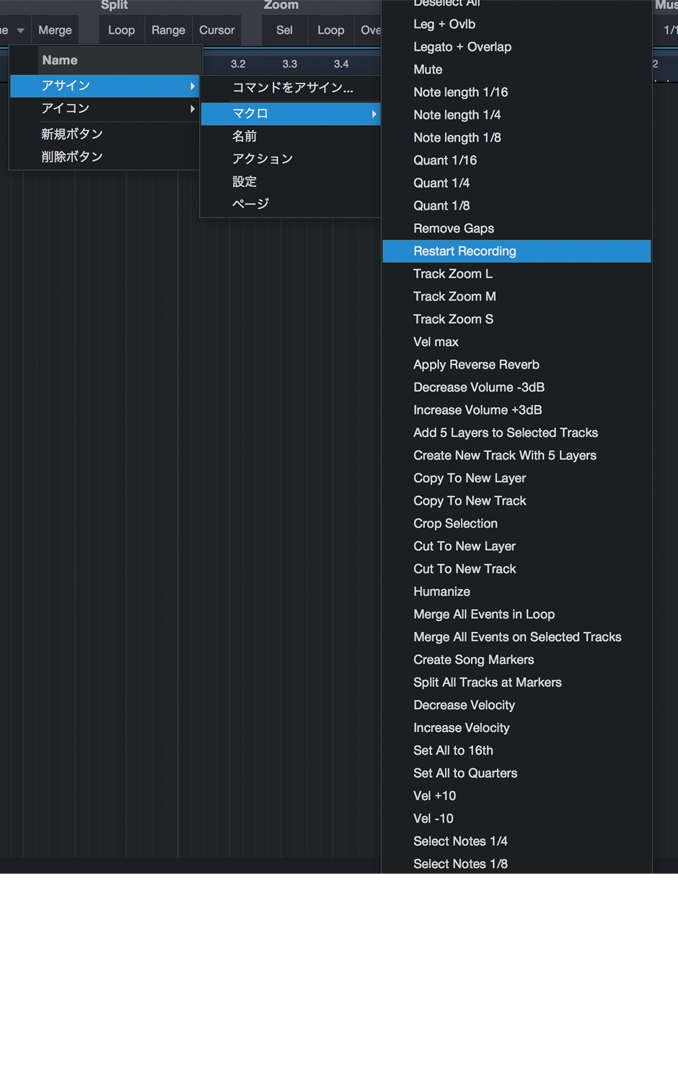 Split
Zoom
Mus
Merge
Loop
Range
Cursor
Sel
Loop
Ove
3.2
3.3
3.4
2
Name
アサイン
アイコン
新規ボタン
削除ボタン
コマンドをアサイン...
マクロ
名前
アクション
設定
ページ
Deselect All
Leg + Ovlb
Legato + Overlap
Mute
Note length 1/16
Note length 1/4
Note length 1/8
Quant 1/16
Quant 1/4
Quant 1/8
Remove Gaps
Restart Recording
Track Zoom L
Track Zoom M
Track Zoom S
Vel max
Apply Reverse Reverb
Decrease Volume -3dB
Increase Volume +3dB
Add 5 Layers to Selected Tracks
Create New Track With 5 Layers
Copy To New Layer
Copy To New Track
Crop Selection
Cut To New Layer
Cut To New Track
Humanize
Merge All Events in Loop
Merge All Events on Selected Tracks
Create Song Markers
Split All Tracks at Markers
Decrease Velocity
Increase Velocity
Set All to 16th
Set All to Quarters
Vel +10
Vel -10
Select Notes 1/4
Select Notes 1/8